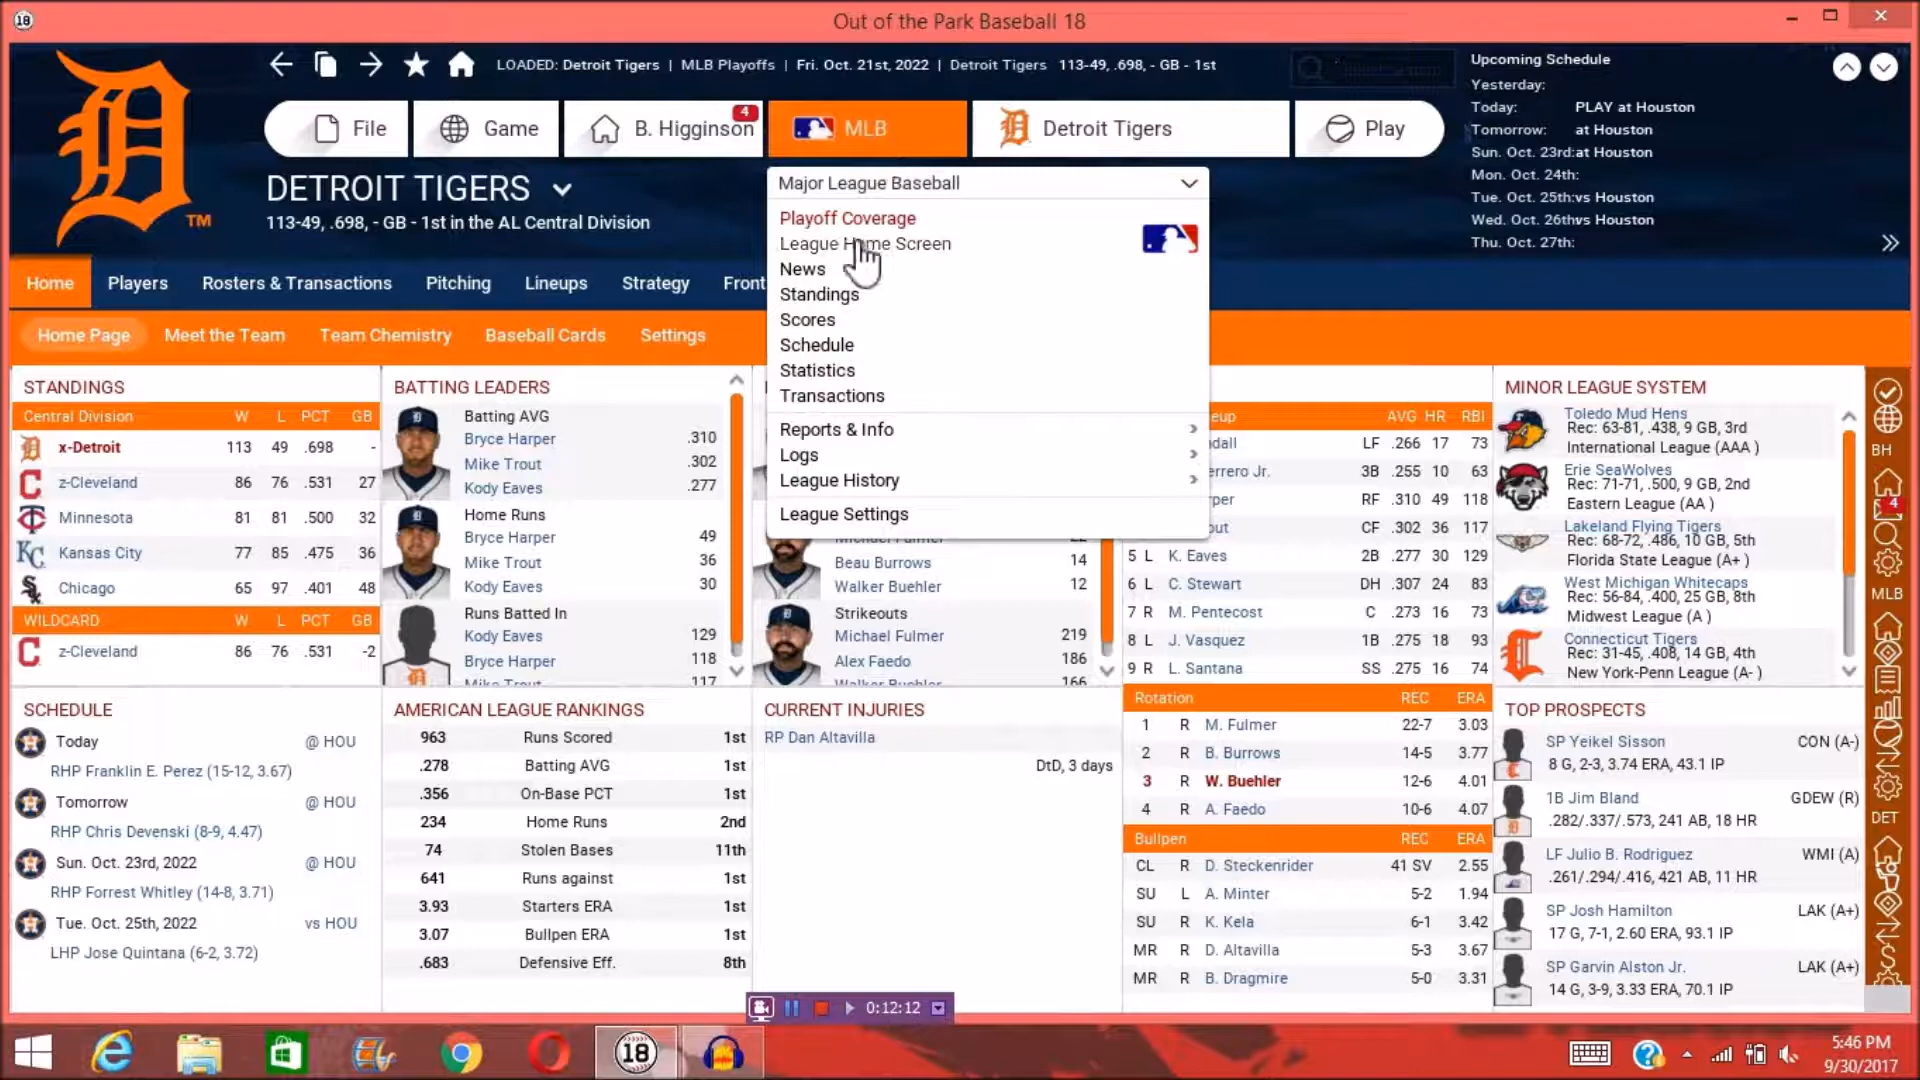 18 Out of the Park Baseball 18
LOADED: Detroit Tigers | MLB Playoffs | Fri. Oct. 21st, 2022 | Detroit Tigers 113-49, .698, - GB - 1st
Upcoming Schedule
Yesterday:
Today: PLAY at Houston
Tomorrow: at Houston
Sun. Oct. 23rd:at Houston
Mon. Oct. 24th:
Tue. Oct. 25th:vs Houston
Wed. Oct. 26th:vs Houston
Thu. Oct. 27th:
File
Game
B. Higginson 4
MLB
Detroit Tigers
Play
TM
DETROIT TIGERS
113-49, .698, - GB - 1st in the AL Central Division
Home Players Rosters & Transactions Pitching Lineups Strategy Front
Home Page Meet the Team Team Chemistry Baseball Cards Settings
Major League Baseball
Playoff Coverage
League Home Screen
News
Standings
Scores
Schedule
Statistics
Transactions
Reports & Info
Logs
League History
League Settings
STANDINGS
Central Division W L PCT GB
x-Detroit 113 49 .698 -
z-Cleveland 86 76 .531 27
Minnesota 81 81 .500 32
Kansas City 77 85 .475 36
Chicago 65 97 .401 48
WILDCARD W L PCT GB
z-Cleveland 86 76 .531 -2
BATTING LEADERS
Batting AVG
Bryce Harper .310
Mike Trout .302
Kody Eaves .277
Home Runs
Bryce Harper 49
Mike Trout 36
Kody Eaves 30
Runs Batted In
Kody Eaves 129
Bryce Harper 118
Mike Trout 117
Michael Fulmer 22
Beau Burrows 14
Walker Buehler 12
Strikeouts
Michael Fulmer 219
Alex Faedo 186
Walker Buehler 166
eup AVG HR RBI
dall LF .266 17 73
errero Jr. 3B .255 10 63
per RF .310 49 118
out CF .302 36 117
5 L K. Eaves 2B .277 30 129
6 L C. Stewart DH .307 24 83
7 R M. Pentecost C .273 16 73
8 L J. Vasquez 1B .275 18 93
9 R L. Santana SS .275 16 74
Rotation REC ERA
1 R M. Fulmer 22-7 3.03
2 R B. Burrows 14-5 3.77
3 R W. Buehler 12-6 4.01
4 R A. Faedo 10-6 4.07
Bullpen REC ERA
CL R D. Steckenrider 41 SV 2.55
SU L A. Minter 5-2 1.94
SU R K. Kela 6-1 3.42
MR R D. Altavilla 5-3 3.67
MR R B. Dragmire 5-0 3.31
MINOR LEAGUE SYSTEM
Toledo Mud Hens
Rec: 63-81, .438, 9 GB, 3rd
International League (AAA )
Erie SeaWolves
Rec: 71-71, .500, 9 GB, 2nd
Eastern League (AA )
Lakeland Flying Tigers
Rec: 68-72, .486, 10 GB, 5th
Florida State League (A+ )
West Michigan Whitecaps
Rec: 56-84, .400, 25 GB, 8th
Midwest League (A )
Connecticut Tigers
Rec: 31-45, .408, 14 GB, 4th
New York-Penn League (A- )
BH
4
MLB
DET
SCHEDULE
Today @ HOU
RHP Franklin E. Perez (15-12, 3.67)
Tomorrow @ HOU
RHP Chris Devenski (8-9, 4.47)
Sun. Oct. 23rd, 2022 @ HOU
RHP Forrest Whitley (14-8, 3.71)
Tue. Oct. 25th, 2022 vs HOU
LHP Jose Quintana (6-2, 3.72)
AMERICAN LEAGUE RANKINGS
963 Runs Scored 1st
.278 Batting AVG 1st
.356 On-Base PCT 1st
234 Home Runs 2nd
74 Stolen Bases 11th
641 Runs against 1st
3.93 Starters ERA 1st
3.07 Bullpen ERA 1st
.683 Defensive Eff. 8th
CURRENT INJURIES
RP Dan Altavilla
DtD, 3 days
TOP PROSPECTS
SP Yeikel Sisson CON (A-)
8 G, 2-3, 3.74 ERA, 43.1 IP
1B Jim Bland GDEW (R)
.282/.337/.573, 241 AB, 18 HR
LF Julio B. Rodriguez WMI (A)
.261/.294/.416, 421 AB, 11 HR
SP Josh Hamilton LAK (A+)
17 G, 7-1, 2.60 ERA, 93.1 IP
SP Garvin Alston Jr. LAK (A+)
14 G, 3-9, 3.33 ERA, 70.1 IP
0:12:12
18
5:46 PM
9/30/2017